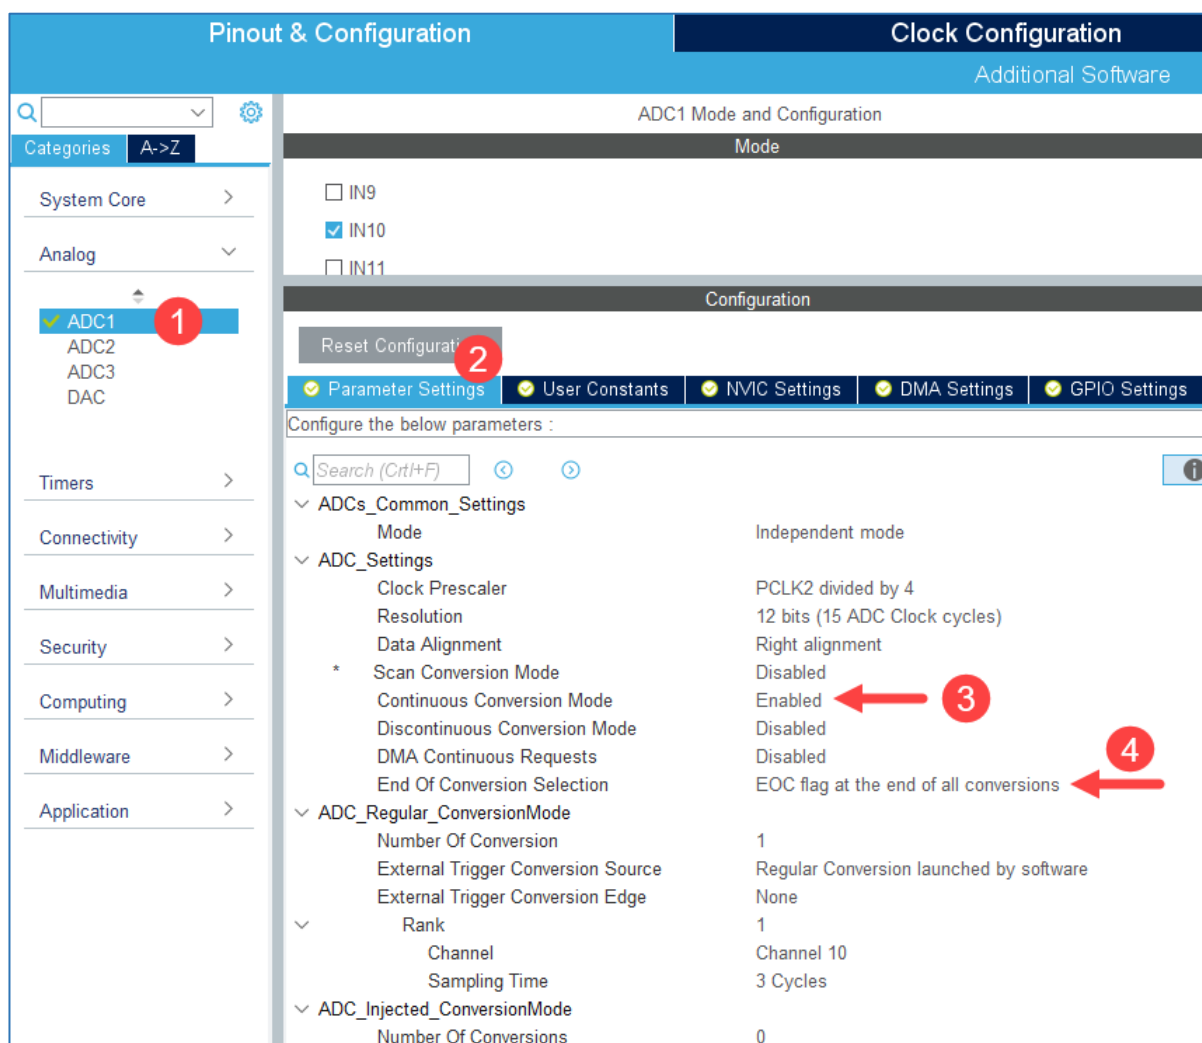 Pinout & Configuration
Clock Configuration
Additional Software
Categories
A->Z
System Core
Analog
ADC1
1
ADC2
ADC3
DAC
Timers
Connectivity
Multimedia
Security
Computing
Middleware
Application
ADC1 Mode and Configuration
Mode
IN9
IN10
IN11
Configuration
Reset Configurati
2
Parameter Settings
User Constants
NVIC Settings
DMA Settings
GPIO Settings
Configure the below parameters :
Search (Crtl+F)
ADCs_Common_Settings
Mode Independent mode
ADC_Settings
Clock Prescaler PCLK2 divided by 4
Resolution 12 bits (15 ADC Clock cycles)
Data Alignment Right alignment
* Scan Conversion Mode Disabled
Continuous Conversion Mode Enabled 3
Discontinuous Conversion Mode Disabled
DMA Continuous Requests Disabled
End Of Conversion Selection EOC flag at the end of all conversions 4
ADC_Regular_ConversionMode
Number Of Conversion 1
External Trigger Conversion Source Regular Conversion launched by software
External Trigger Conversion Edge None
Rank 1
Channel Channel 10
Sampling Time 3 Cycles
ADC_Injected_ConversionMode
Number Of Conversions 0